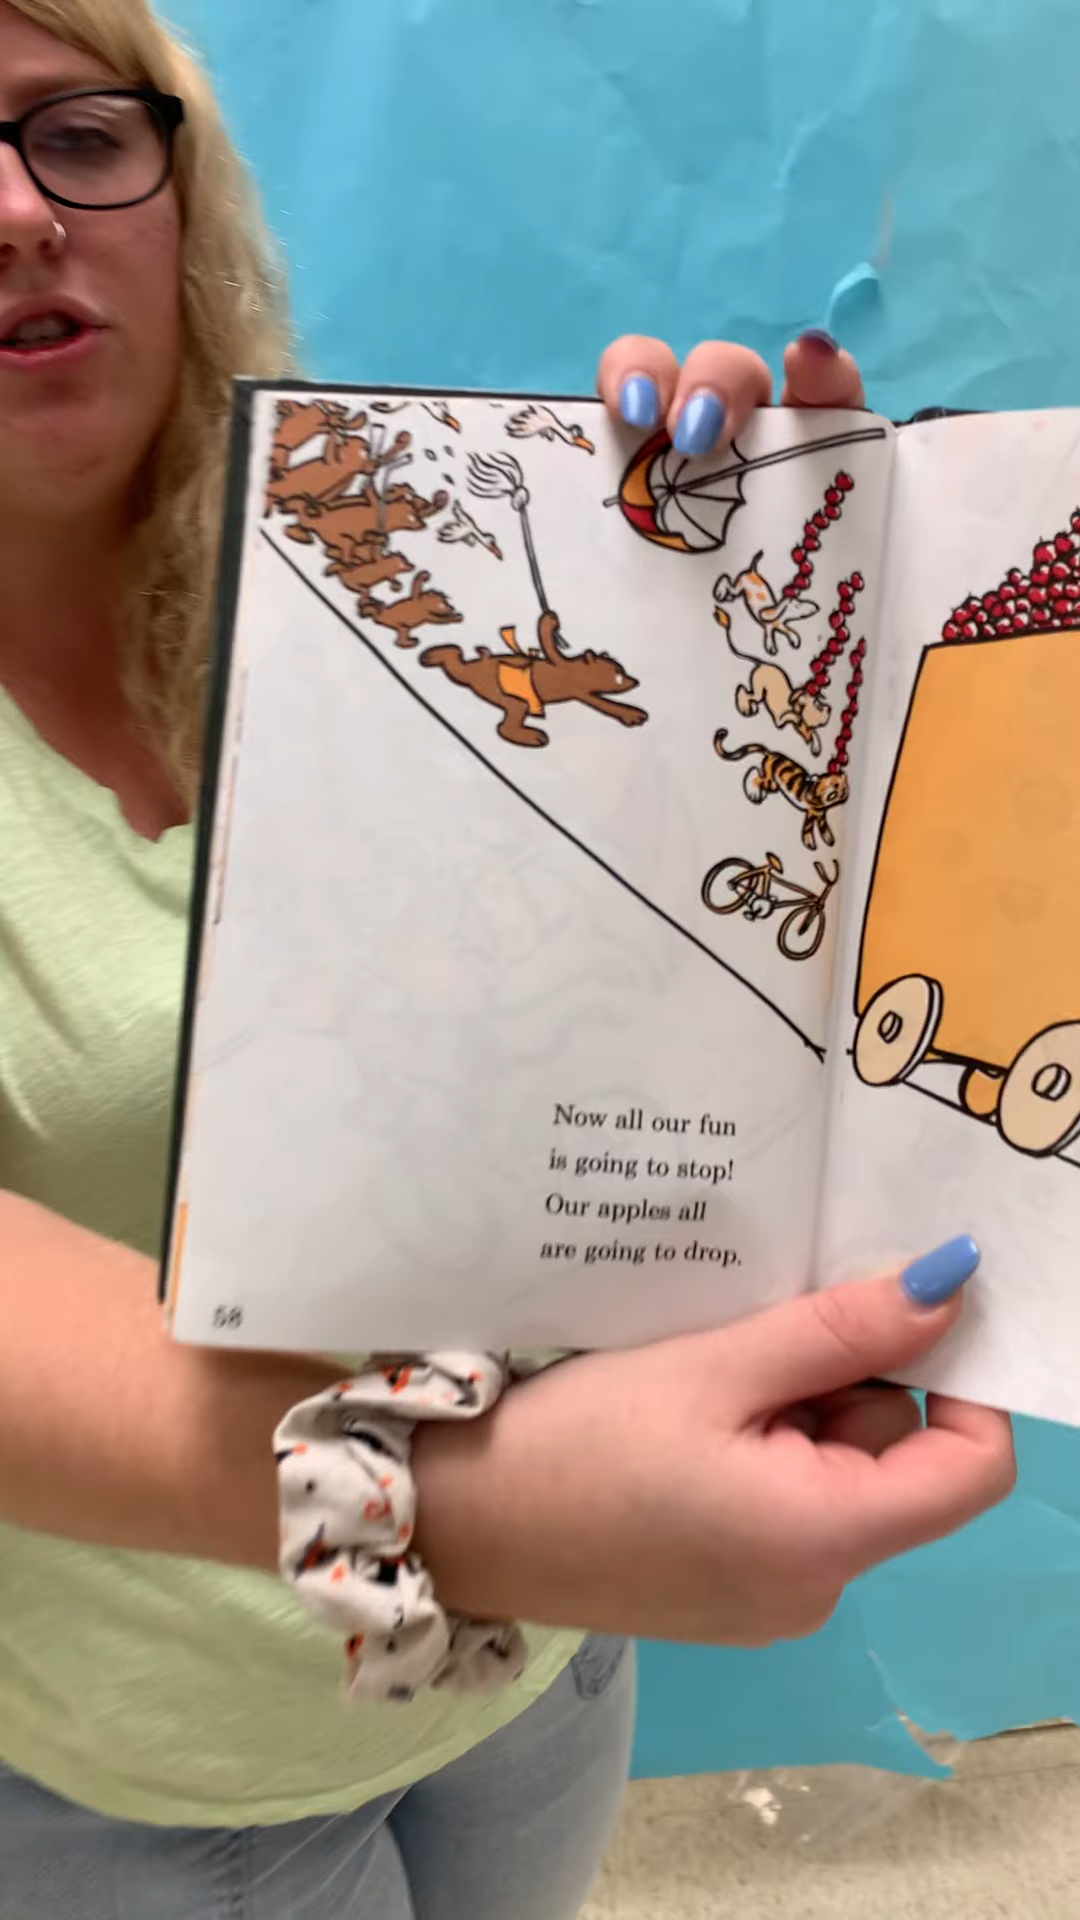 Now all our fun
is going to stop!
Our apples all
are going to drop.
58